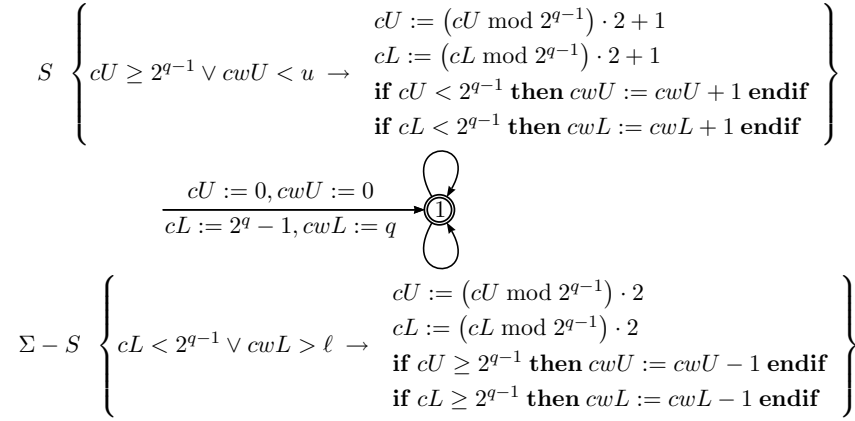 cU := (cU mod 2^{q−1}) · 2 + 1
cL := (cL mod 2^{q−1}) · 2 + 1
S { cU ≥ 2^{q−1} ∨ cwU < u →
if cU < 2^{q−1} then cwU := cwU + 1 endif
if cL < 2^{q−1} then cwL := cwL + 1 endif }
cU := 0, cwU := 0
1
cL := 2^q − 1, cwL := q
cU := (cU mod 2^{q−1}) · 2
cL := (cL mod 2^{q−1}) · 2
Σ − S { cL < 2^{q−1} ∨ cwL > ℓ →
if cU ≥ 2^{q−1} then cwU := cwU − 1 endif
if cL ≥ 2^{q−1} then cwL := cwL − 1 endif }